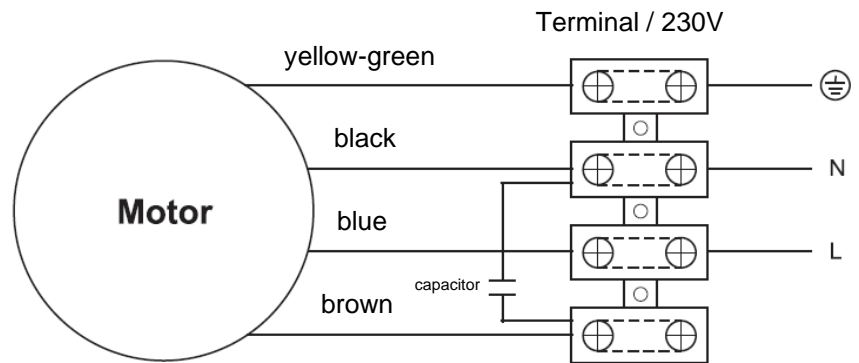 Terminal / 230V
yellow-green
black
N
Motor
blue
L
capacitor
brown